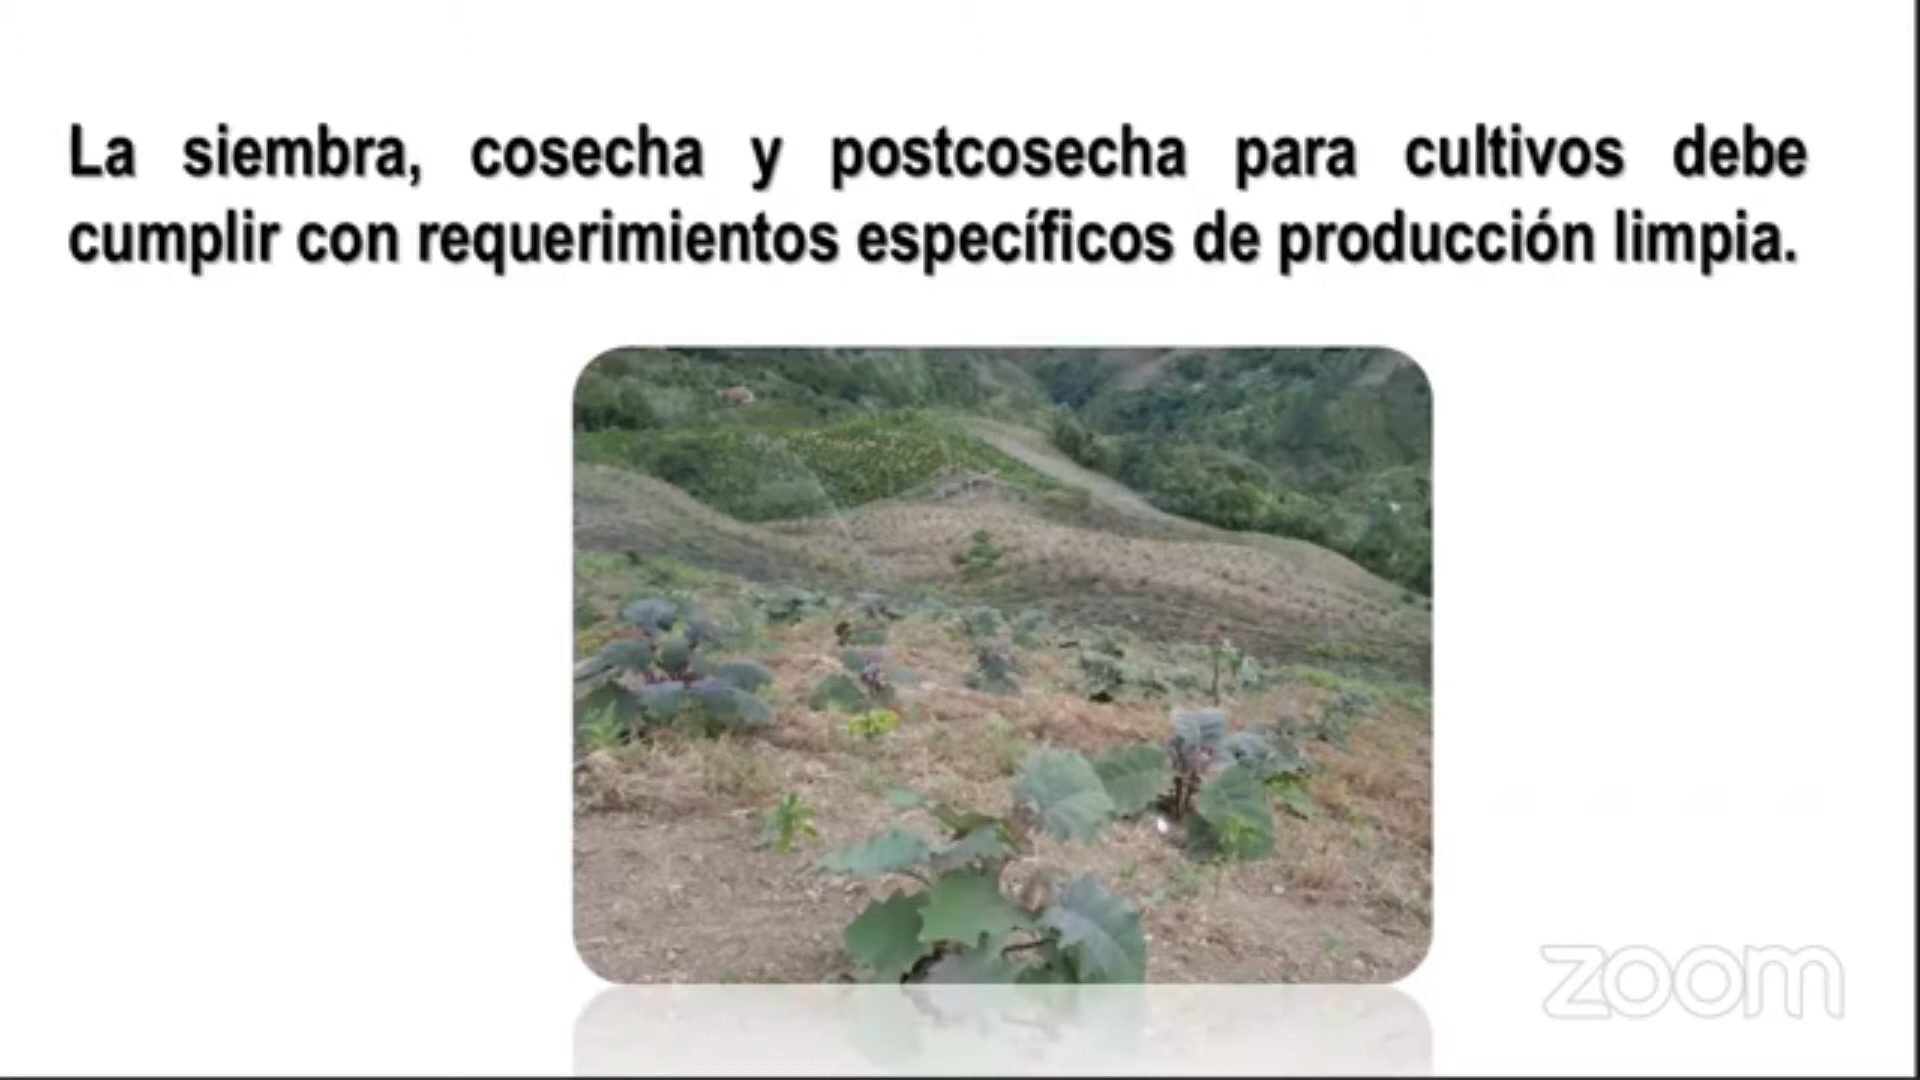 La siembra, cosecha y postcosecha para cultivos debe
cumplir con requerimientos específicos de producción limpia.
zoom